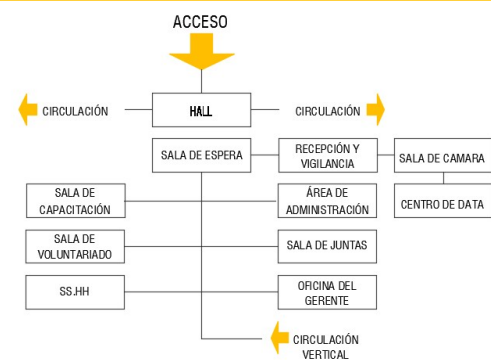 ACCESO
CIRCULACIÓN
HALL
CIRCULACIÓN
SALA DE ESPERA
RECEPCIÓN Y
VIGILANCIA
SALA DE CAMARA
SALA DE
CAPACITACIÓN
ÁREA DE
ADMINISTRACIÓN
CENTRO DE DATA
SALA DE
VOLUNTARIADO
SALA DE JUNTAS
SS.HH
OFICINA DEL
GERENTE
CIRCULACIÓN
VERTICAL